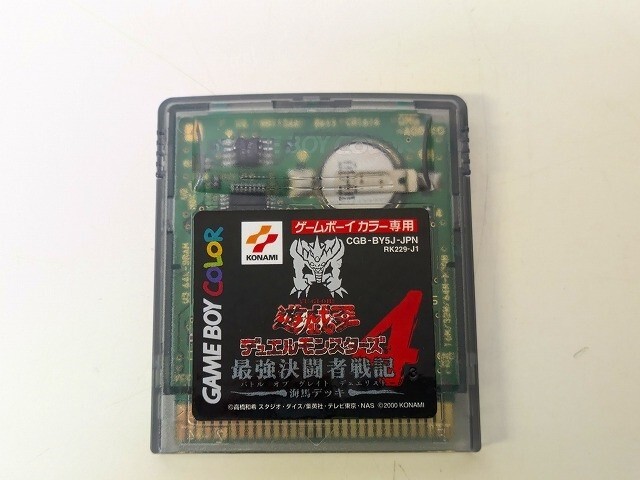 GAME BOY COLOR
KONAMI
ゲームボーイカラー専用
CGB-BY5J-JPN
RK229-J1
遊戯王
デュエルモンスターズ4
最強決闘者戦記
バトル オブ グレイト デュエリスト
海馬デッキ
©高橋和希 スタジオ・ダイス/集英社・テレビ東京・NAS ©2000 KONAMI
GAME BOY COLOR